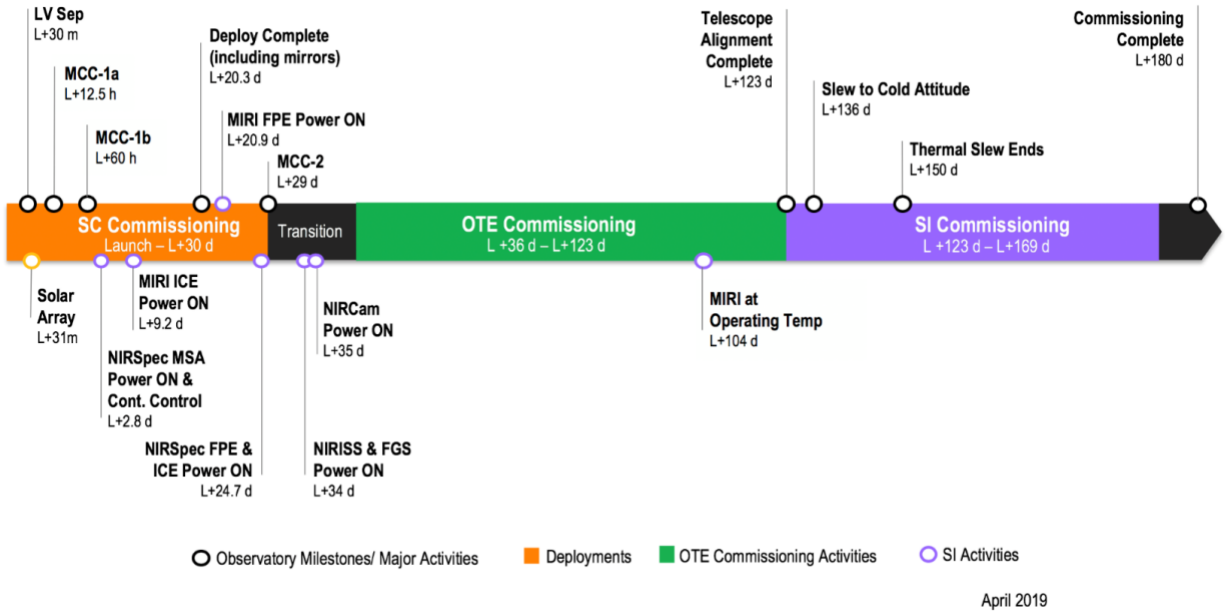 LV Sep
L+30 m
MCC-1a
L+12.5 h
MCC-1b
L+60 h
Deploy Complete
(including mirrors)
L+20.3 d
MIRI FPE Power ON
L+20.9 d
MCC-2
L+29 d
Telescope
Alignment
Complete
L+123 d
Slew to Cold Attitude
L+136 d
Thermal Slew Ends
L+150 d
Commissioning
Complete
L+180 d
SC Commissioning
Launch – L+30 d
Transition
OTE Commissioning
L +36 d – L+123 d
SI Commissioning
L +123 d – L+169 d
Solar
Array
L+31m
NIRSpec MSA
Power ON &
Cont. Control
L+2.8 d
MIRI ICE
Power ON
L+9.2 d
NIRSpec FPE &
ICE Power ON
L+24.7 d
NIRISS & FGS
Power ON
L+34 d
NIRCam
Power ON
L+35 d
MIRI at
Operating Temp
L+104 d
Observatory Milestones/ Major Activities
Deployments
OTE Commissioning Activities
SI Activities
April 2019